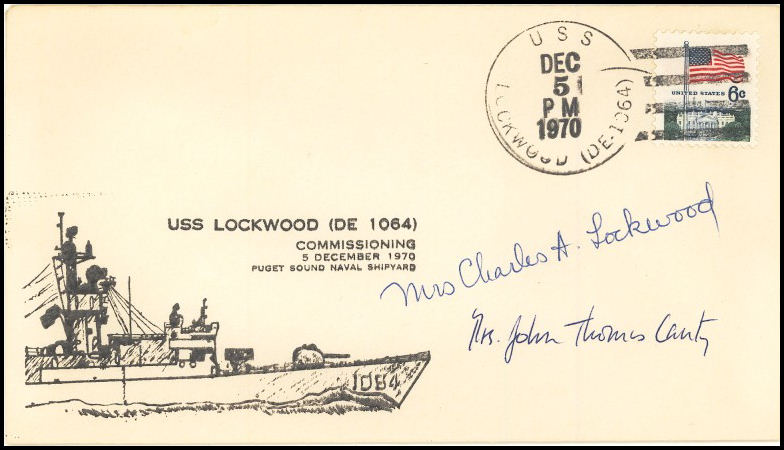 USS
LOCKWOOD (DE-1064)
DEC
5
PM
1970
UNITED STATES 6c
USS LOCKWOOD (DE 1064)
COMMISSIONING
5 DECEMBER 1970
PUGET SOUND NAVAL SHIPYARD
Mrs Charles A. Lockwood
Mrs. John Thomas Canty
1064